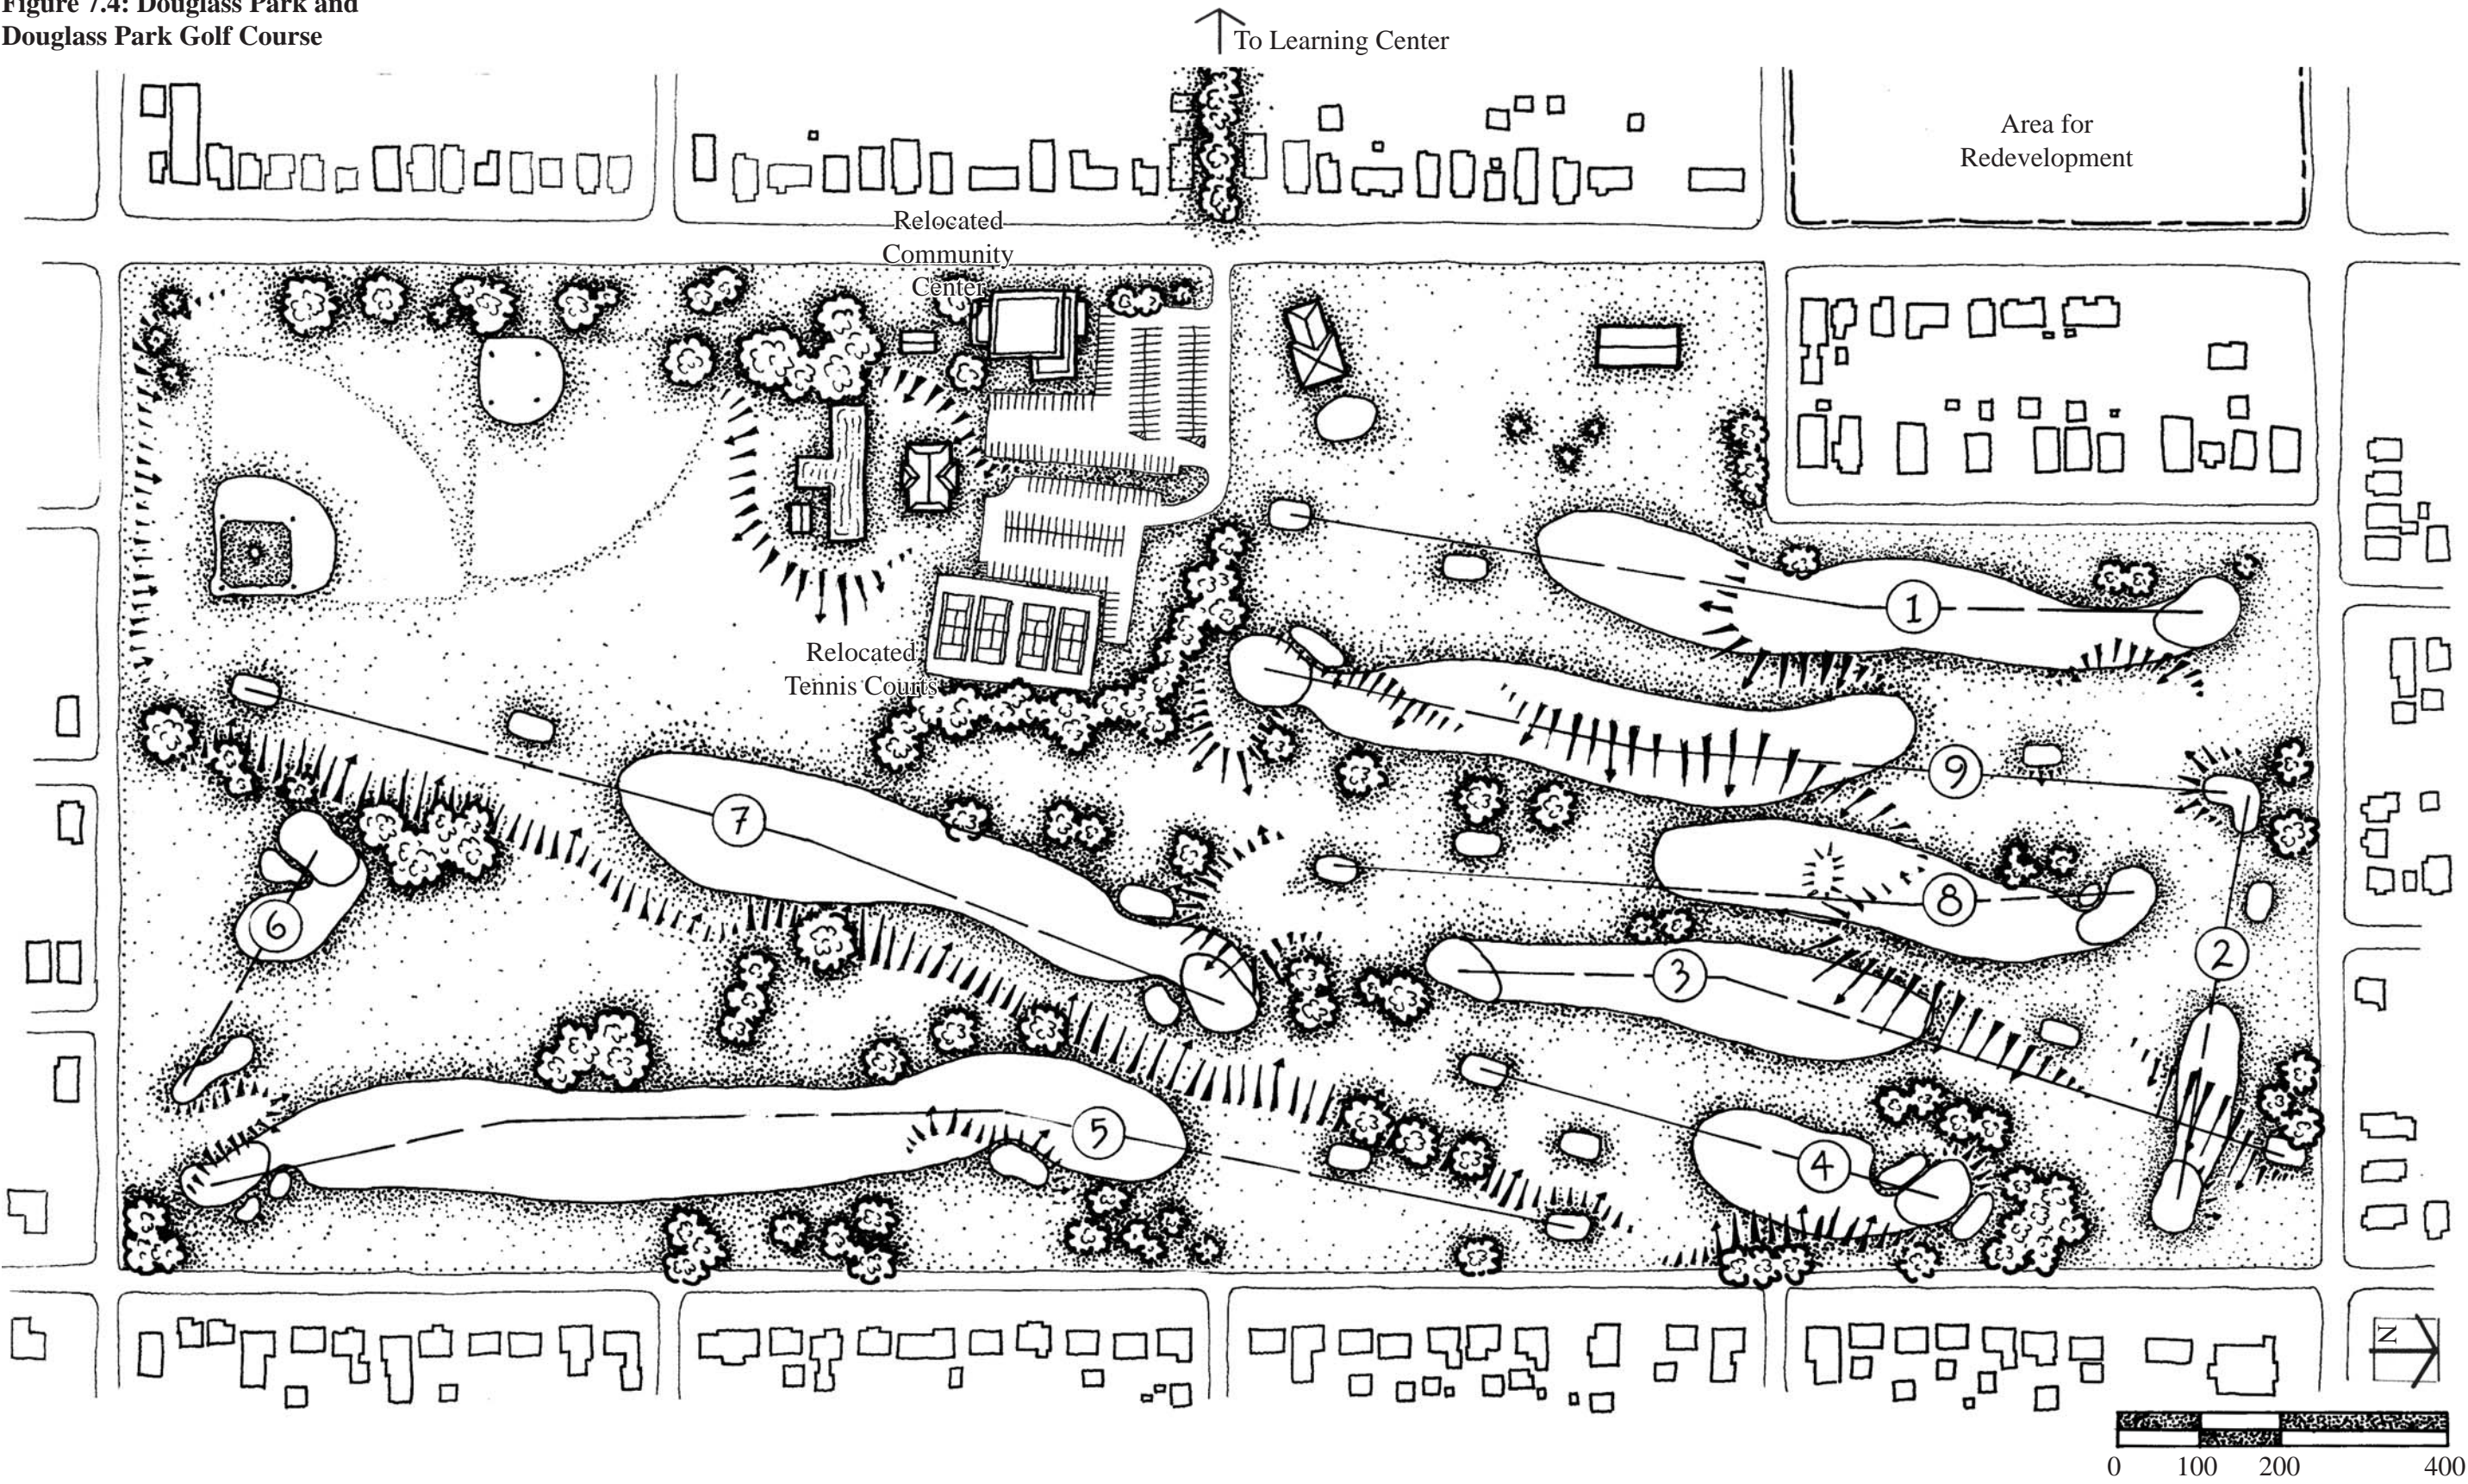 Figure 7.4: Douglass Park and
Douglass Park Golf Course
To Learning Center
Area for
Redevelopment
Relocated
Community
Center
Relocated
Tennis Courts
1
9
7
8
6
2
3
5
4
N
0 100 200 400